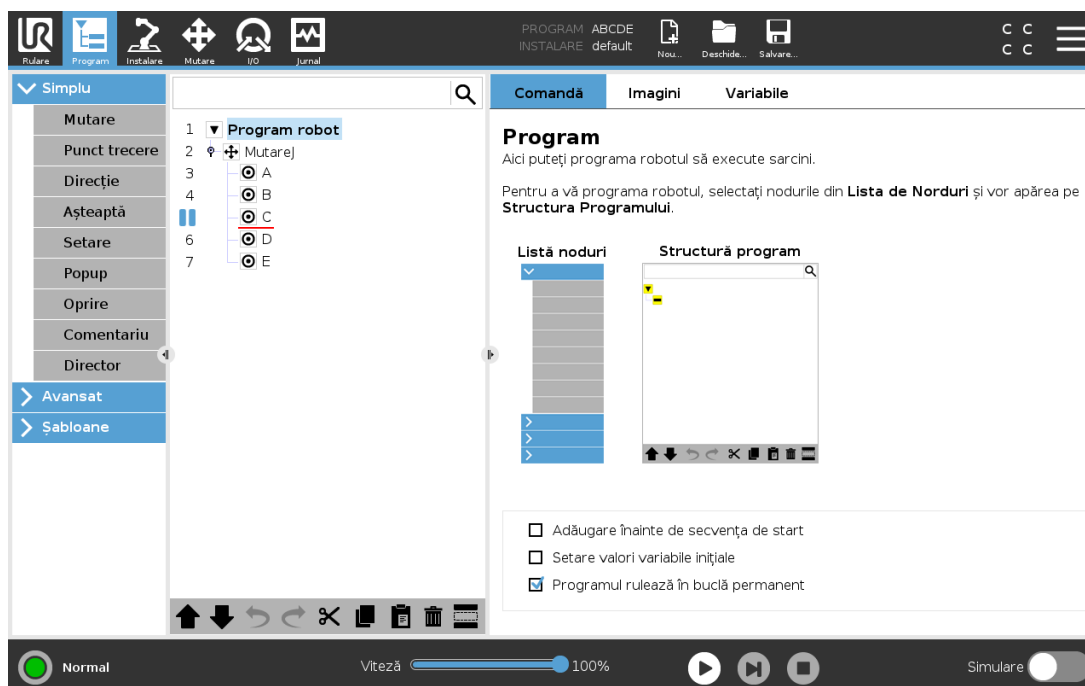 PROGRAM ABCDE
INSTALARE default
Rulare
Program
Instalare
Mutare
I/O
Jurnal
Nou...
Deschide...
Salvare...
C C
C C
Simplu
Mutare
Punct trecere
Direcție
Așteaptă
Setare
Popup
Oprire
Comentariu
Director
Avansat
Șabloane
1 Program robot
2 MutareJ
3 A
4 B
C
6 D
7 E
Comandă
Imagini
Variabile
Program
Aici puteți programa robotul să execute sarcini.
Pentru a vă programa robotul, selectați nodurile din Lista de Norduri și vor apărea pe
Structura Programului.
Listă noduri
Structură program
Adăugare înainte de secvența de start
Setare valori variabile inițiale
Programul rulează în buclă permanent
Normal
Viteză
100%
Simulare